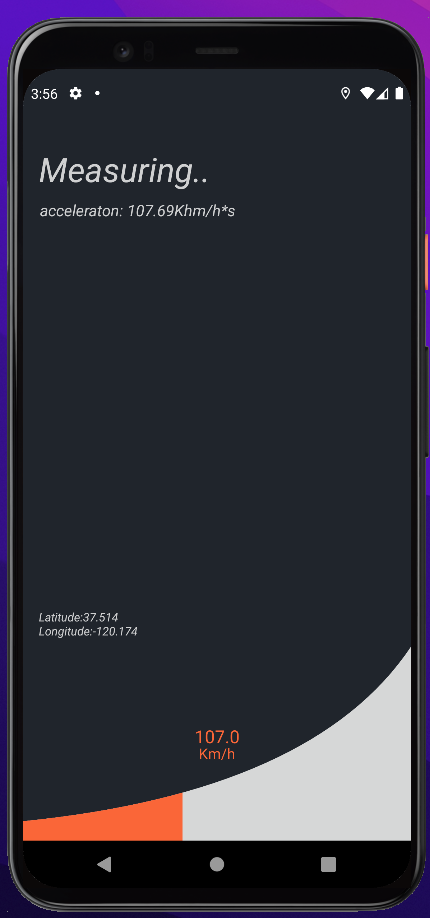 3:56
Measuring..
acceleraton: 107.69Khm/h*s
Latitude:37.514
Longitude:-120.174
107.0
Km/h